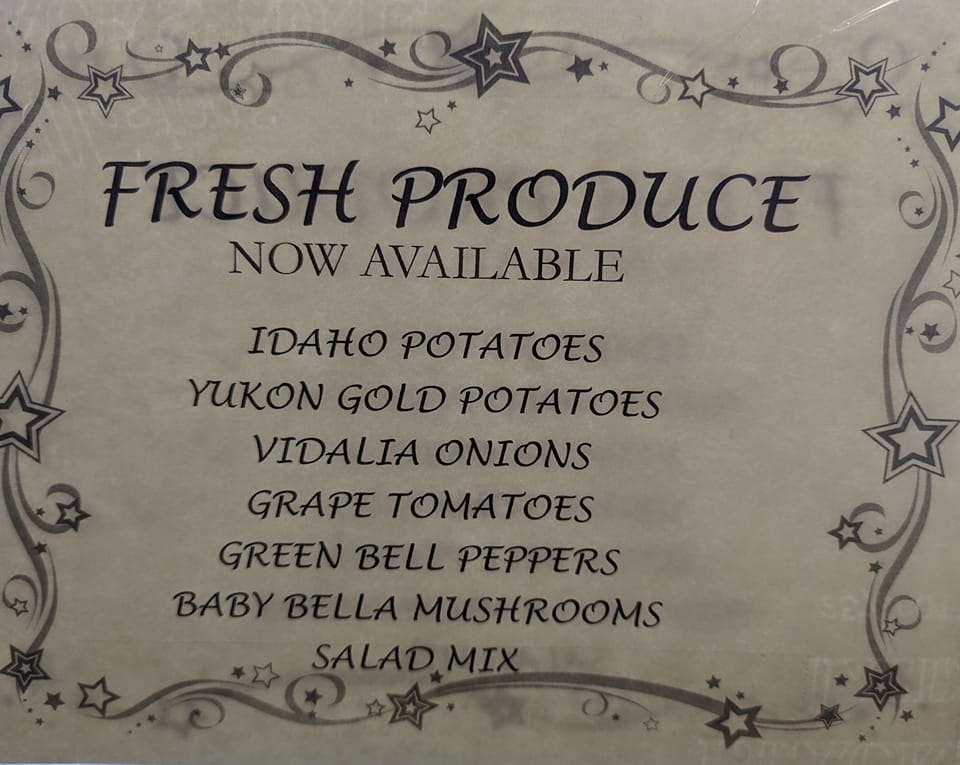 FRESH PRODUCE
NOW AVAILABLE
IDAHO POTATOES
YUKON GOLD POTATOES
VIDALIA ONIONS
GRAPE TOMATOES
GREEN BELL PEPPERS
BABY BELLA MUSHROOMS
SALAD MIX